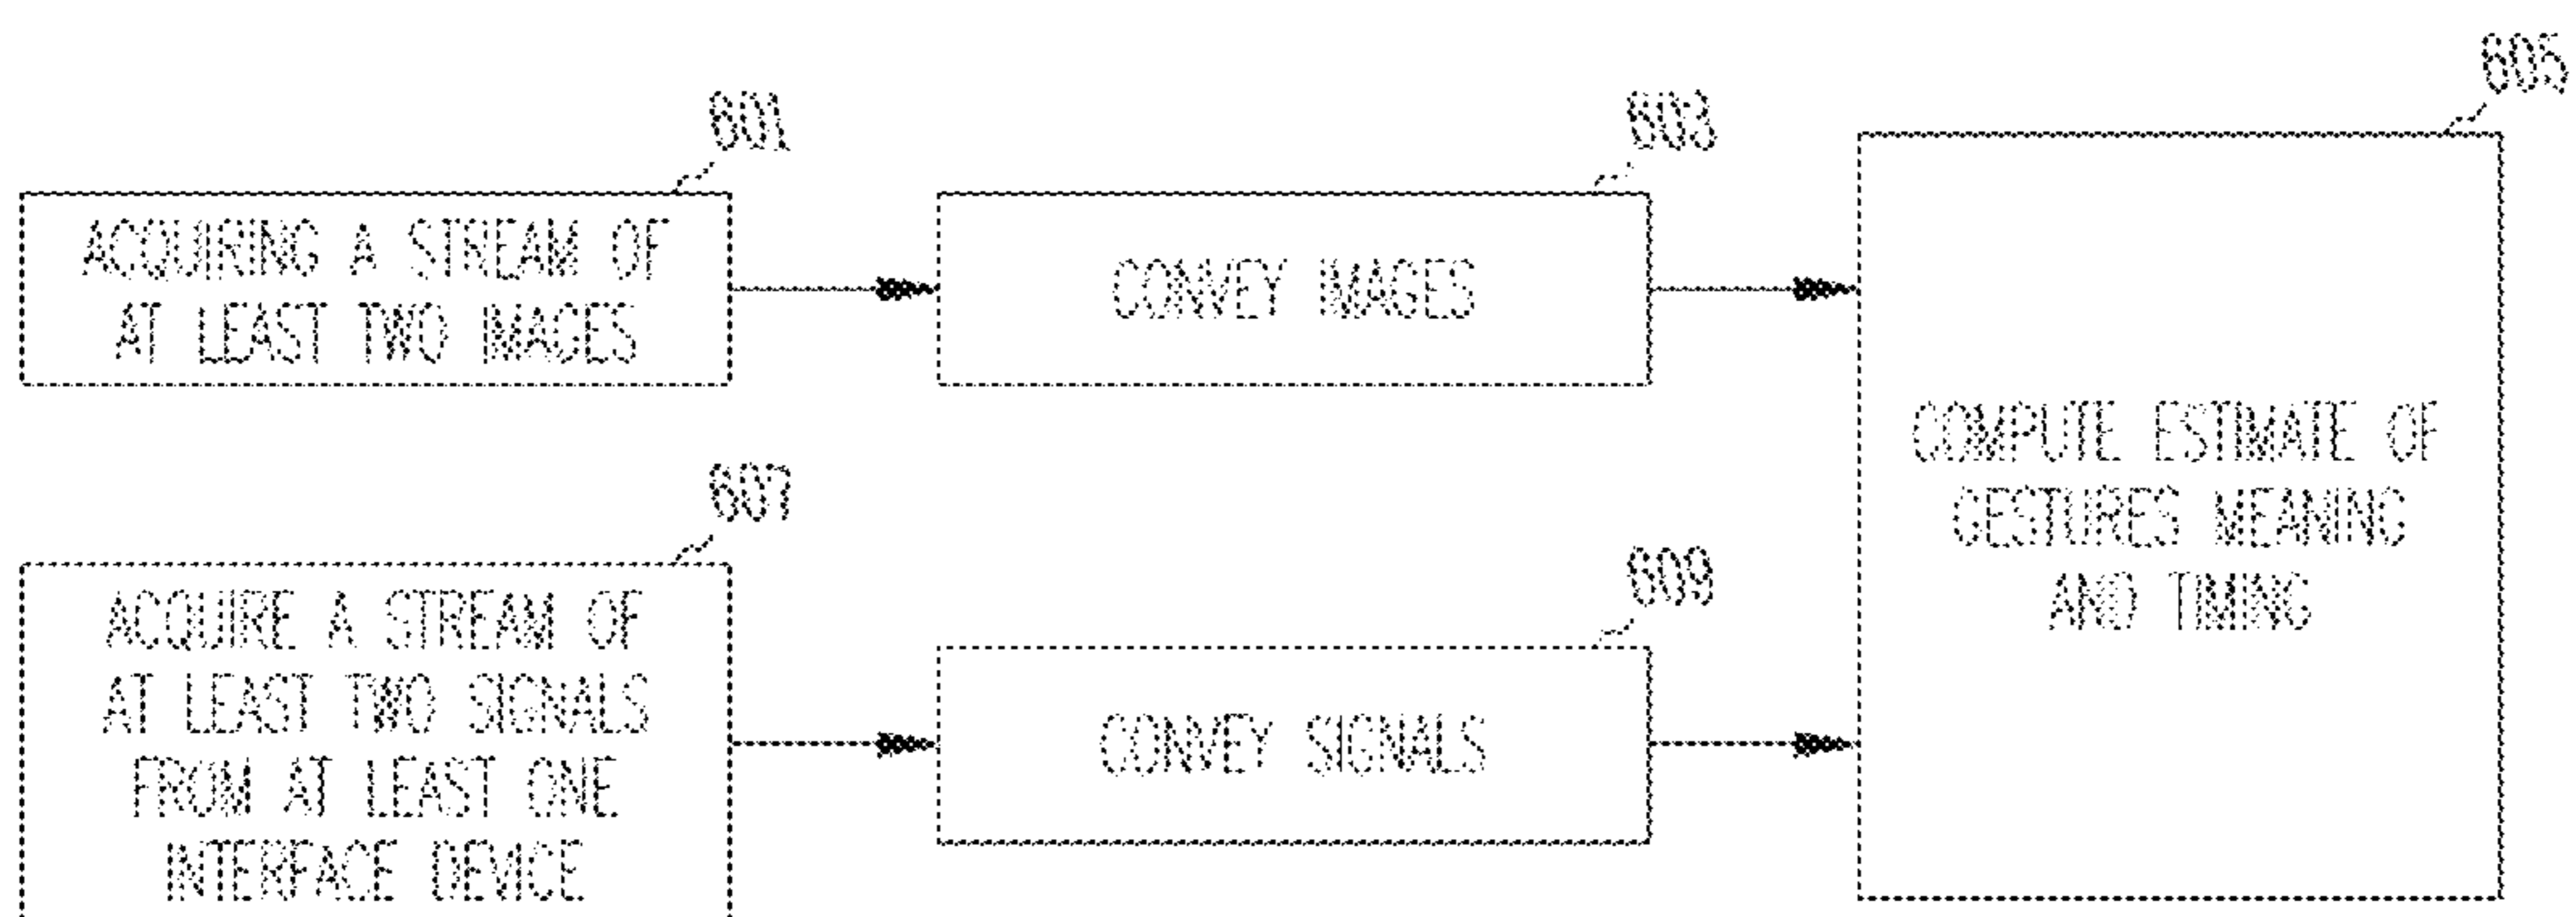 601
ACQUIRING A STREAM OF
AT LEAST TWO IMAGES
603
CONVEY IMAGES
605
COMPUTE ESTIMATE OF
GESTURES MEANING
AND TIMING
607
ACQUIRE A STREAM OF
AT LEAST TWO SIGNALS
FROM AT LEAST ONE
INTERFACE DEVICE
609
CONVEY SIGNALS